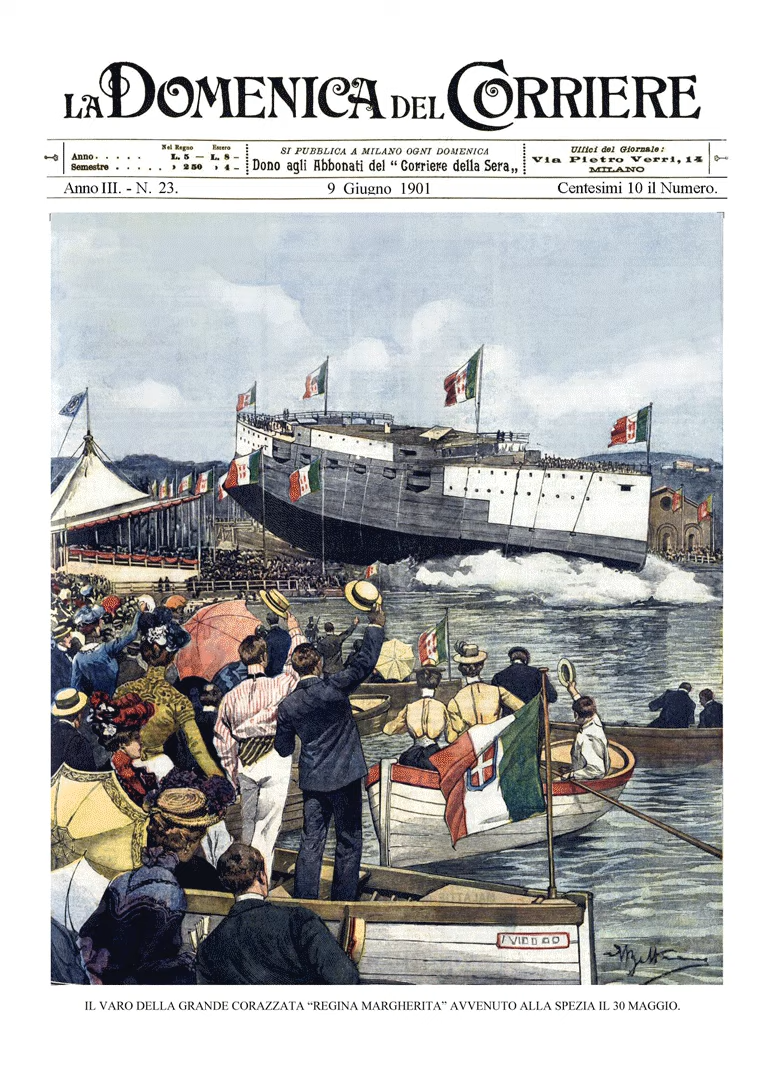 LA DOMENICA DEL CORRIERE
Nel Regno Estero
Anno . . . . . L. 5 — L. 8 –
Semestre . . . . . » 2 50 » 4 –
SI PUBBLICA A MILANO OGNI DOMENICA
Dono agli Abbonati del "Corriere della Sera„
Uffici del Giornale:
Via Pietro Verri, 14
MILANO
Anno III. - N. 23.
9 Giugno 1901
Centesimi 10 il Numero.
IL VARO DELLA GRANDE CORAZZATA “REGINA MARGHERITA” AVVENUTO ALLA SPEZIA IL 30 MAGGIO.